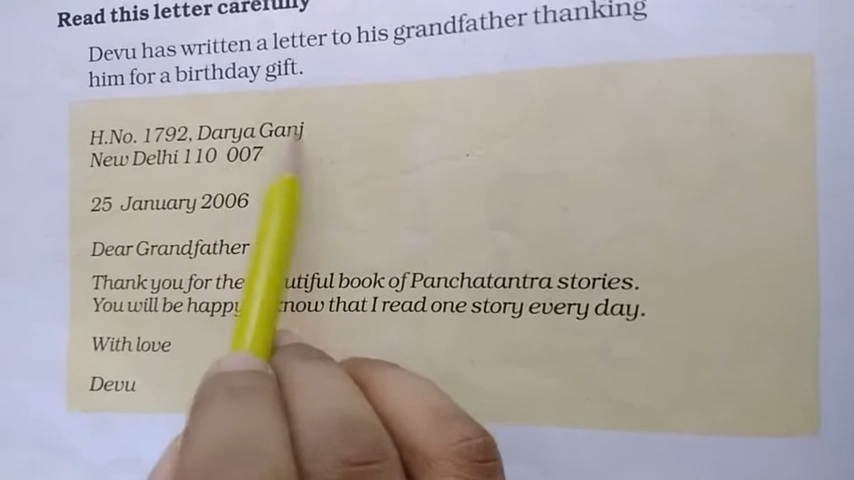 Read this letter carefully
Devu has written a letter to his grandfather thanking
him for a birthday gift.
H.No. 1792, Darya Ganj
New Delhi 110 007
25 January 2006
Dear Grandfather
Thank you for the utiful book of Panchatantra stories.
You will be happy know that I read one story every day.
With love
Devu